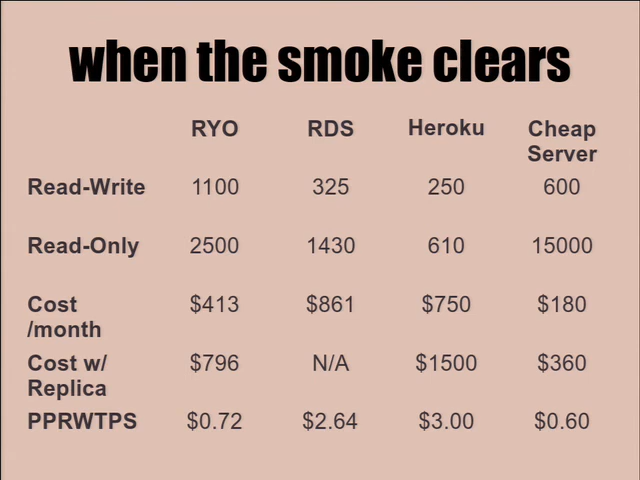 when the smoke clears
RYO RDS Heroku Cheap Server
Read-Write 1100 325 250 600
Read-Only 2500 1430 610 15000
Cost /month $413 $861 $750 $180
Cost w/ Replica $796 N/A $1500 $360
PPRWTPS $0.72 $2.64 $3.00 $0.60